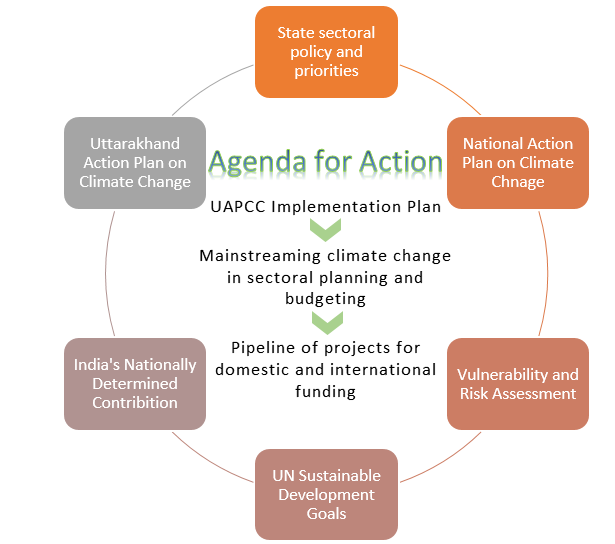 State sectoral
policy and
priorities
Uttarakhand
Action Plan on
Climate Change
Agenda for Action
National Action
Plan on Climate
Chnage
UAPCC Implementation Plan
Mainstreaming climate change
in sectoral planning and
budgeting
Pipeline of projects for
domestic and international
funding
India's Nationally
Determined
Contribition
Vulnerability and
Risk Assessment
UN Sustainable
Development
Goals